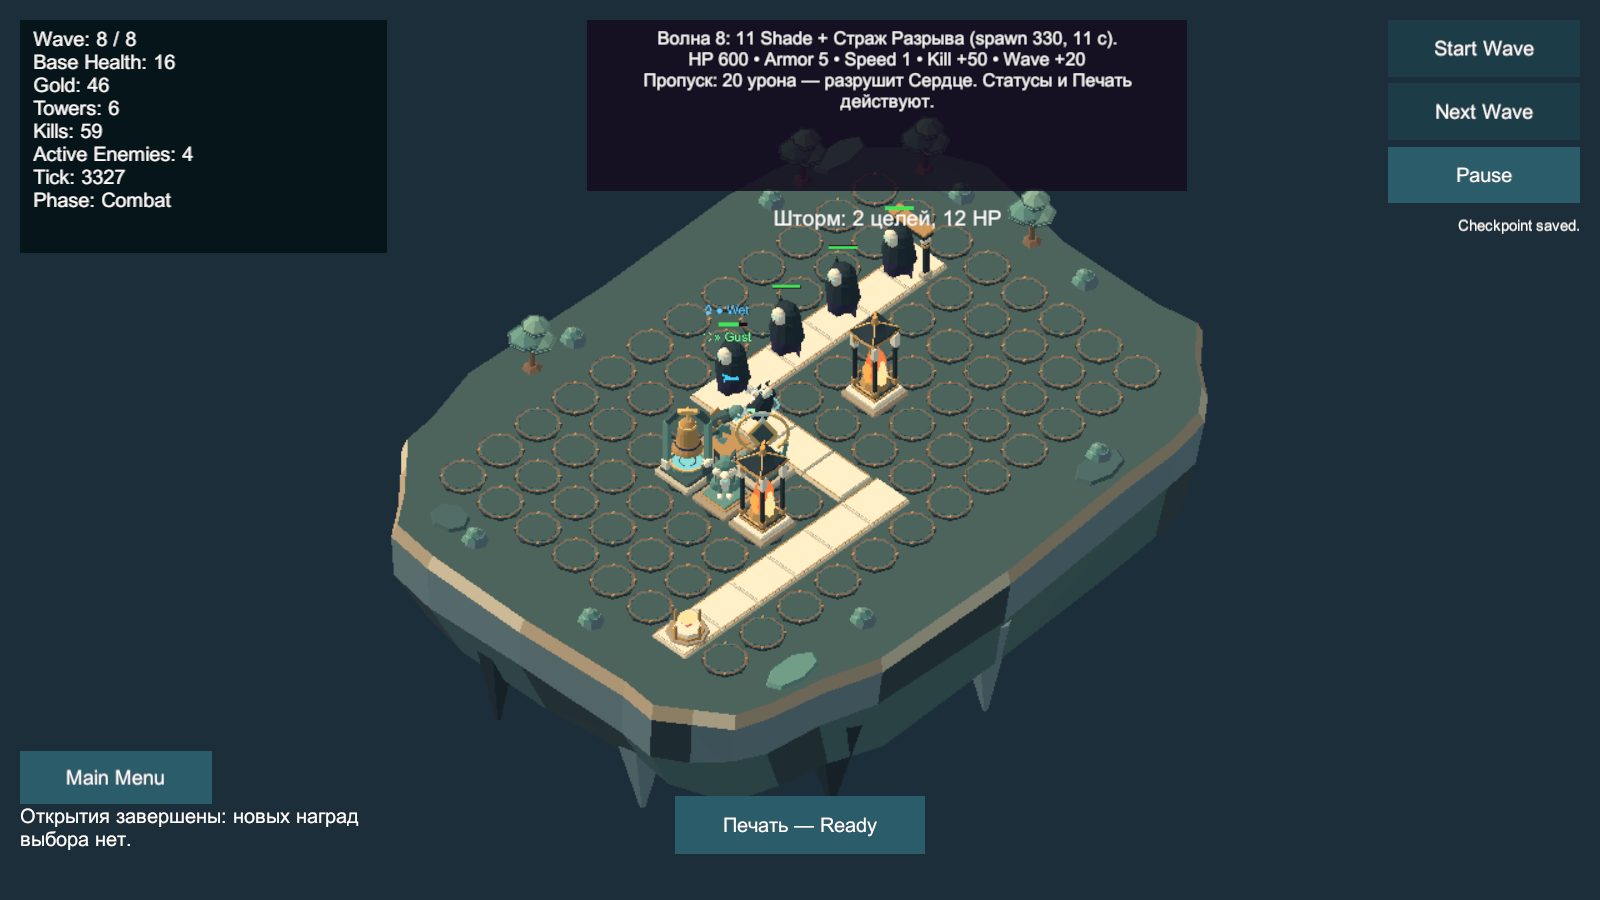 Wave: 8 / 8
Base Health: 16
Gold: 46
Towers: 6
Kills: 59
Active Enemies: 4
Tick: 3327
Phase: Combat
Волна 8: 11 Shade + Страж Разрыва (spawn 330, 11 с).
HP 600 • Armor 5 • Speed 1 • Kill +50 • Wave +20
Пропуск: 20 урона — разрушит Сердце. Статусы и Печать
действуют.
Start Wave
Next Wave
Pause
Checkpoint saved.
Шторм: 2 целей, 12 HP
Wet
Gust
Main Menu
Открытия завершены: новых наград
выбора нет.
Печать — Ready